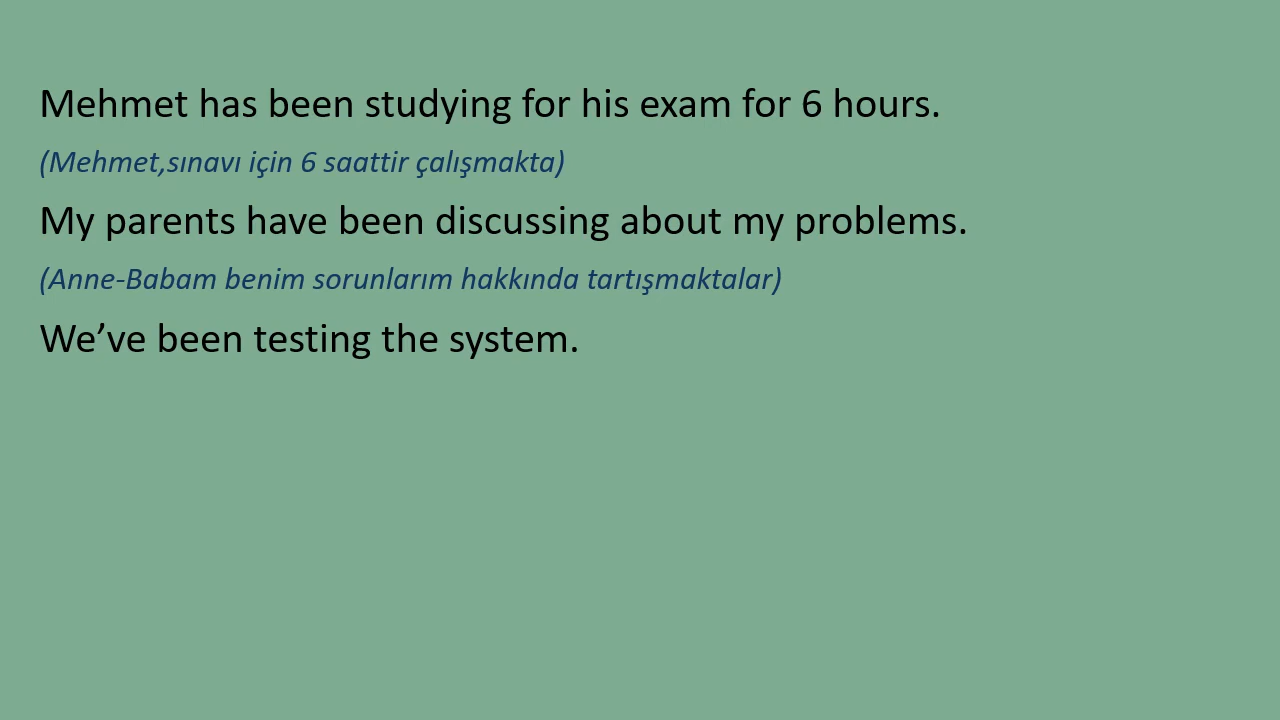 Mehmet has been studying for his exam for 6 hours.
(Mehmet,sınavı için 6 saattir çalışmakta)
My parents have been discussing about my problems.
(Anne-Babam benim sorunlarım hakkında tartışmaktalar)
We’ve been testing the system.